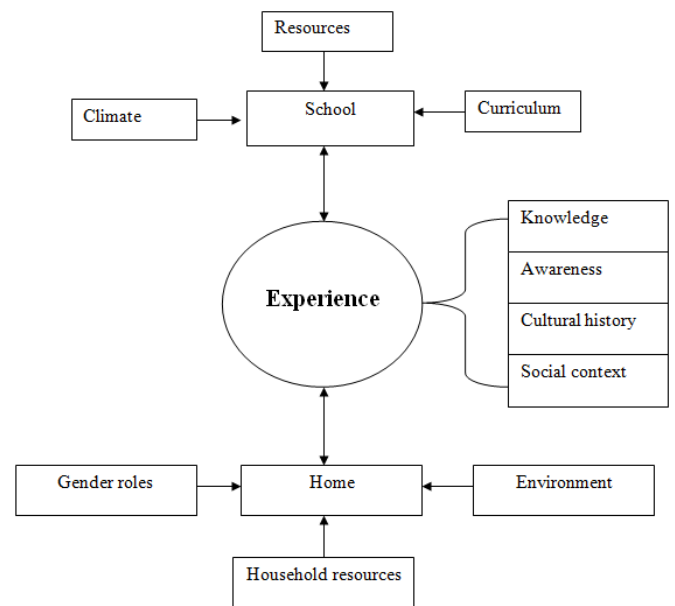 Resources
Climate
School
Curriculum
Experience
Knowledge
Awareness
Cultural history
Social context
Gender roles
Home
Environment
Household resources